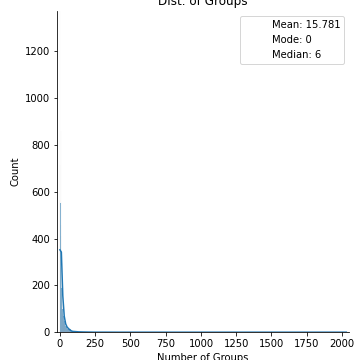 Dist. of Groups
Mean: 15.781
Mode: 0
Median: 6
1200
1000
800
600
400
200
0
Count
0 250 500 750 1000 1250 1500 1750 2000
Number of Groups